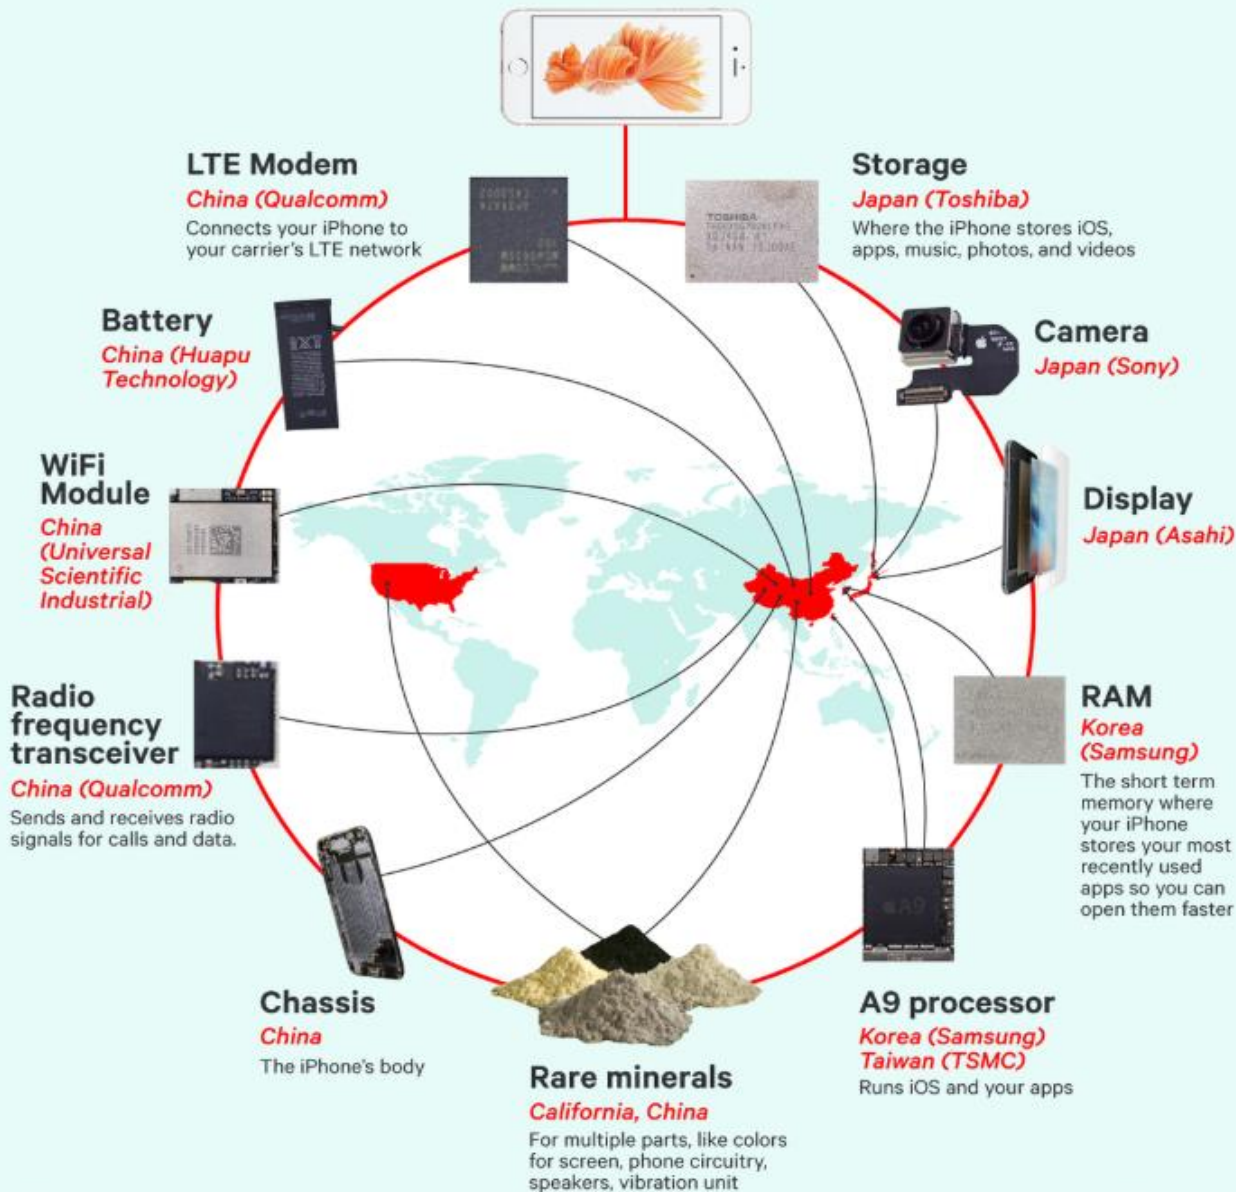 LTE Modem
China (Qualcomm)
Connects your iPhone to
your carrier's LTE network
Storage
Japan (Toshiba)
Where the iPhone stores iOS,
apps, music, photos, and videos
TOSHIBA
Battery
China (Huapu
Technology)
Camera
Japan (Sony)
WiFi
Module
China
(Universal
Scientific
Industrial)
Display
Japan (Asahi)
Radio
frequency
transceiver
China (Qualcomm)
Sends and receives radio
signals for calls and data.
RAM
Korea
(Samsung)
The short term
memory where
your iPhone
stores your most
recently used
apps so you can
open them faster
Chassis
China
The iPhone's body
Rare minerals
California, China
For multiple parts, like colors
for screen, phone circuitry,
speakers, vibration unit
A9
A9 processor
Korea (Samsung)
Taiwan (TSMC)
Runs iOS and your apps